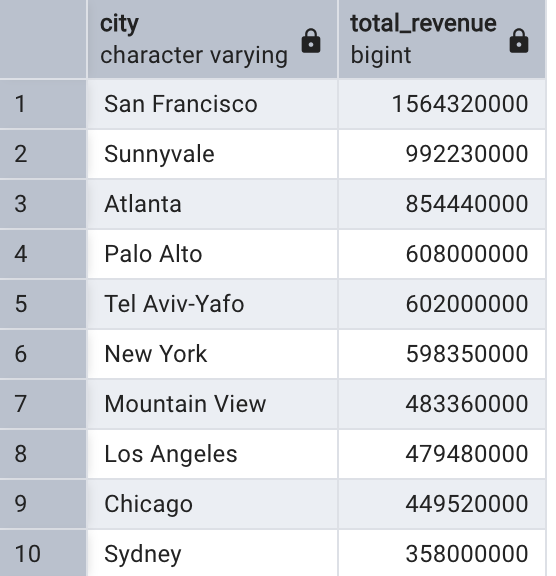 city total_revenue
character varying bigint
1 San Francisco 1564320000
2 Sunnyvale 992230000
3 Atlanta 854440000
4 Palo Alto 608000000
5 Tel Aviv-Yafo 602000000
6 New York 598350000
7 Mountain View 483360000
8 Los Angeles 479480000
9 Chicago 449520000
10 Sydney 358000000